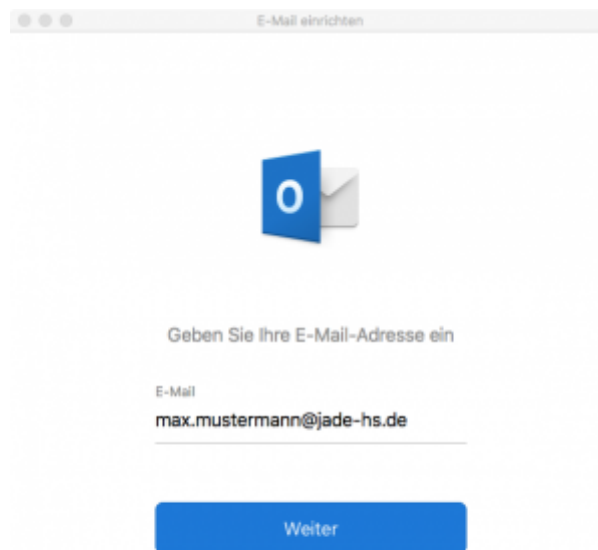 E-Mail einrichten
O
Geben Sie Ihre E-Mail-Adresse ein
E-Mail
max.mustermann@jade-hs.de
Weiter